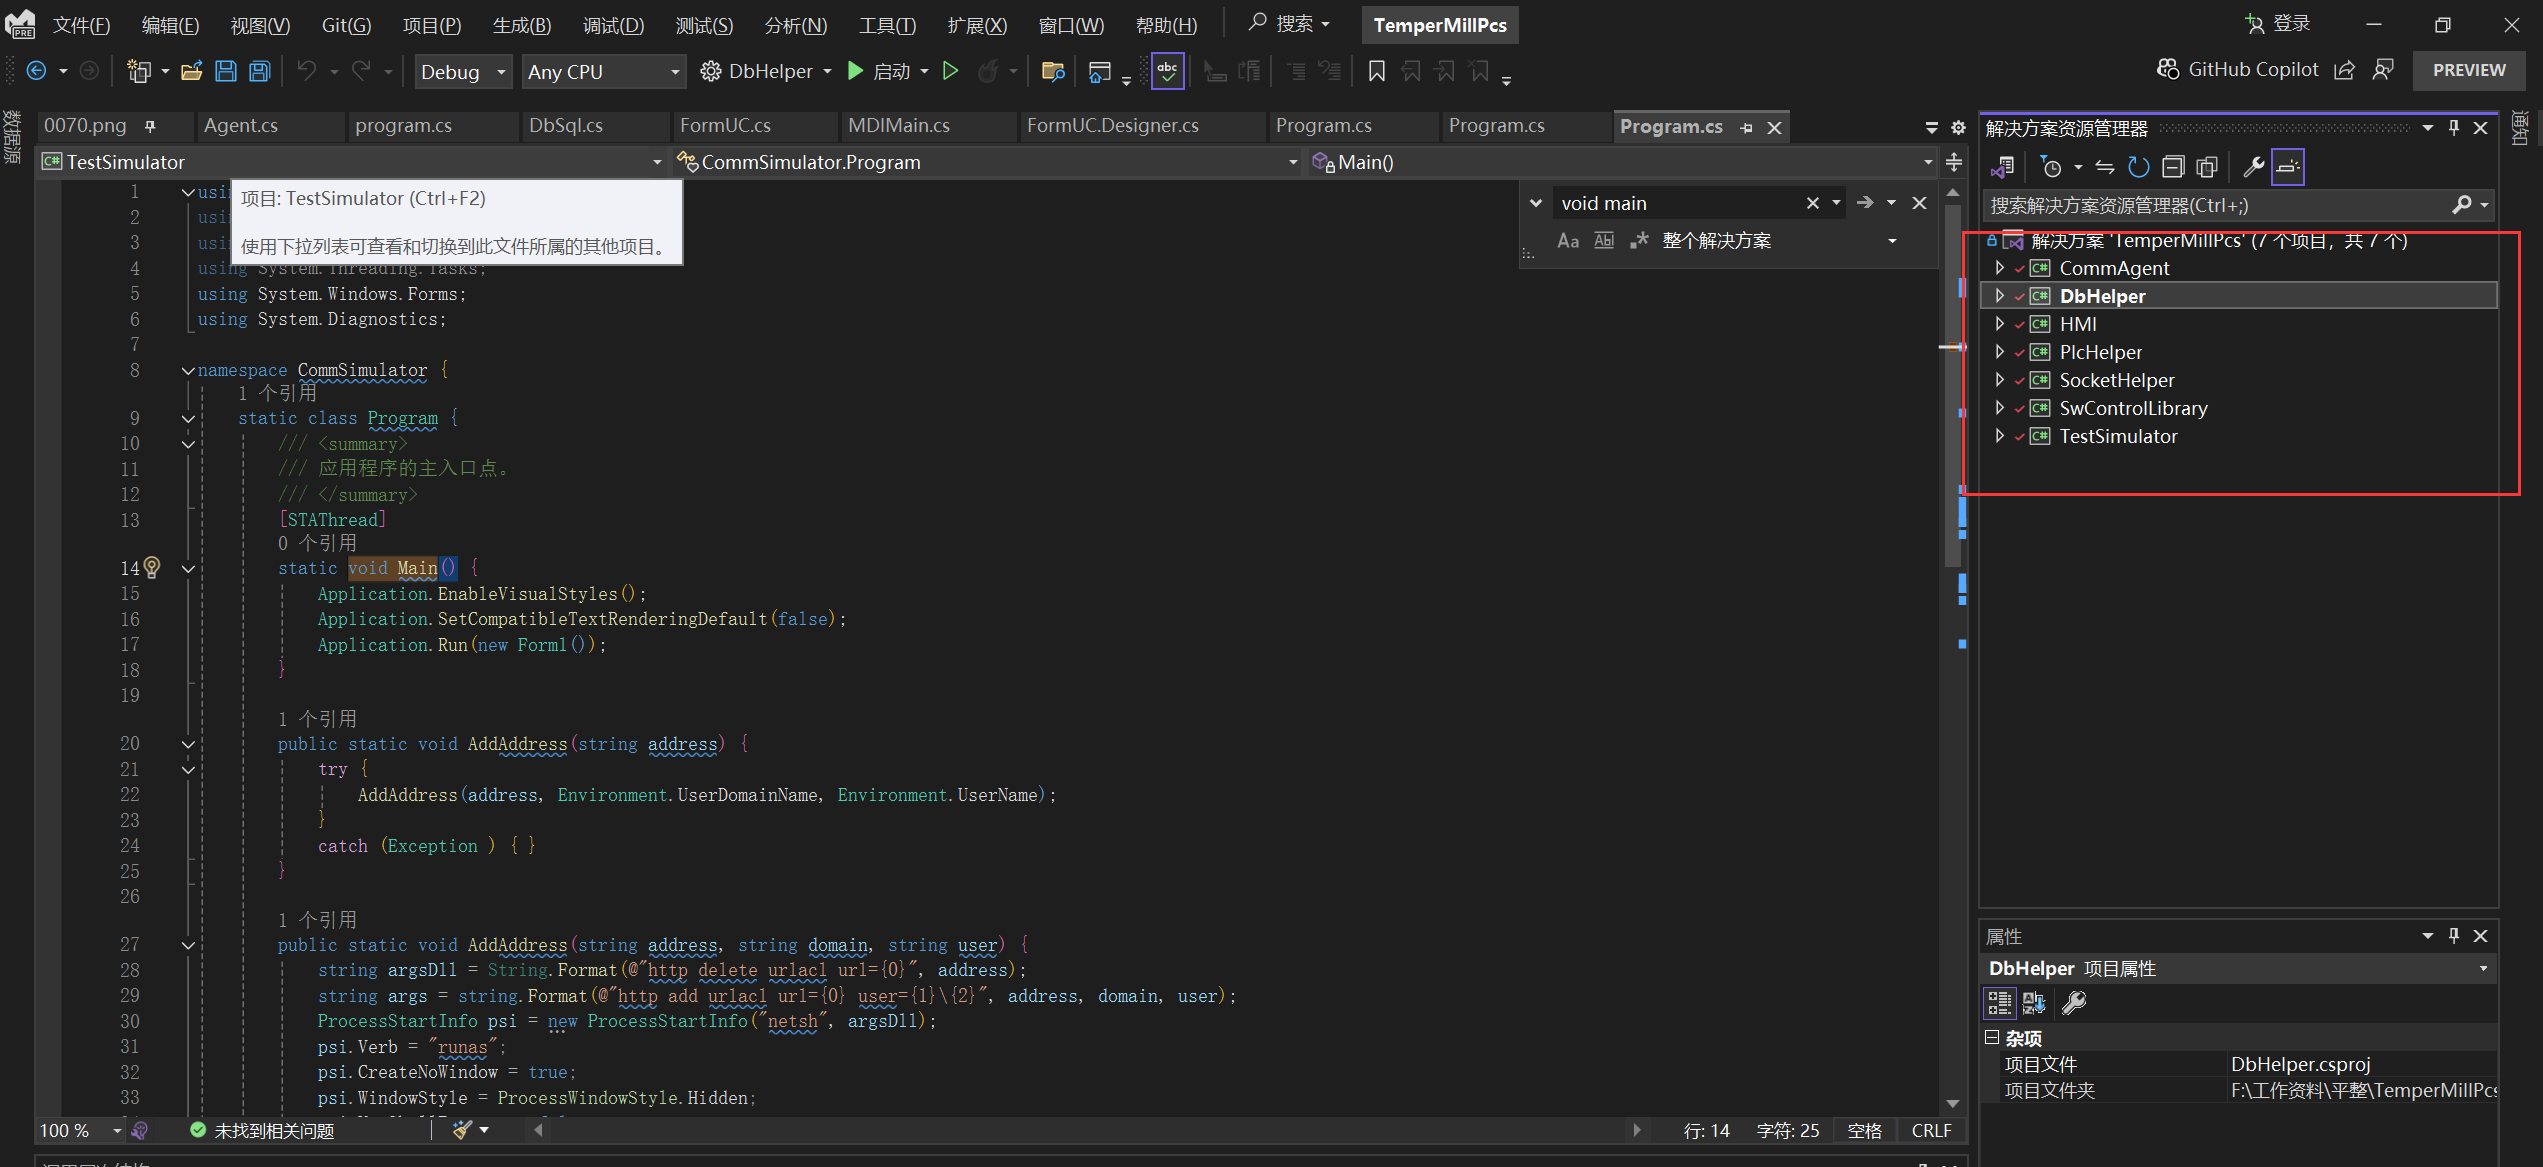 文件(F) 编辑(E) 视图(V) Git(G) 项目(P) 生成(B) 调试(D) 测试(S) 分析(N) 工具(T) 扩展(X) 窗口(W) 帮助(H) 搜索 TemperMillPcs 登录
PRE
Debug Any CPU DbHelper 启动 abc GitHub Copilot PREVIEW
数据源
0070.png Agent.cs program.cs DbSql.cs FormUC.cs MDIMain.cs FormUC.Designer.cs Program.cs Program.cs Program.cs
TestSimulator CommSimulator.Program Main()
项目: TestSimulator (Ctrl+F2)
使用下拉列表可查看和切换到此文件所属的其他项目。
void main
Aa Abl .* 整个解决方案
1 usi
2 usi
3 usi
4 using System.Threading.Tasks;
5 using System.Windows.Forms;
6 using System.Diagnostics;
7
8 namespace CommSimulator {
1 个引用
9 static class Program {
10 /// <summary>
11 /// 应用程序的主入口点。
12 /// </summary>
13 [STAThread]
0 个引用
14 static void Main() {
15 Application.EnableVisualStyles();
16 Application.SetCompatibleTextRenderingDefault(false);
17 Application.Run(new Form1());
18 }
19
1 个引用
20 public static void AddAddress(string address) {
21 try {
22 AddAddress(address, Environment.UserDomainName, Environment.UserName);
23 }
24 catch (Exception ) { }
25 }
26
1 个引用
27 public static void AddAddress(string address, string domain, string user) {
28 string argsDll = String.Format(@"http delete urlacl url={0}", address);
29 string args = string.Format(@"http add urlacl url={0} user={1}\{2}", address, domain, user);
30 ProcessStartInfo psi = new ProcessStartInfo("netsh", argsDll);
31 psi.Verb = "runas";
32 psi.CreateNoWindow = true;
33 psi.WindowStyle = ProcessWindowStyle.Hidden;
100 % 未找到相关问题 行: 14 字符: 25 空格 CRLF
解决方案资源管理器
搜索解决方案资源管理器(Ctrl+;)
解决方案 'TemperMillPcs' (7 个项目，共 7 个)
C# CommAgent
C# DbHelper
C# HMI
C# PlcHelper
C# SocketHelper
C# SwControlLibrary
C# TestSimulator
属性
DbHelper 项目属性
杂项
项目文件 DbHelper.csproj
项目文件夹 F:\工作资料\平整\TemperMillPcs
通知